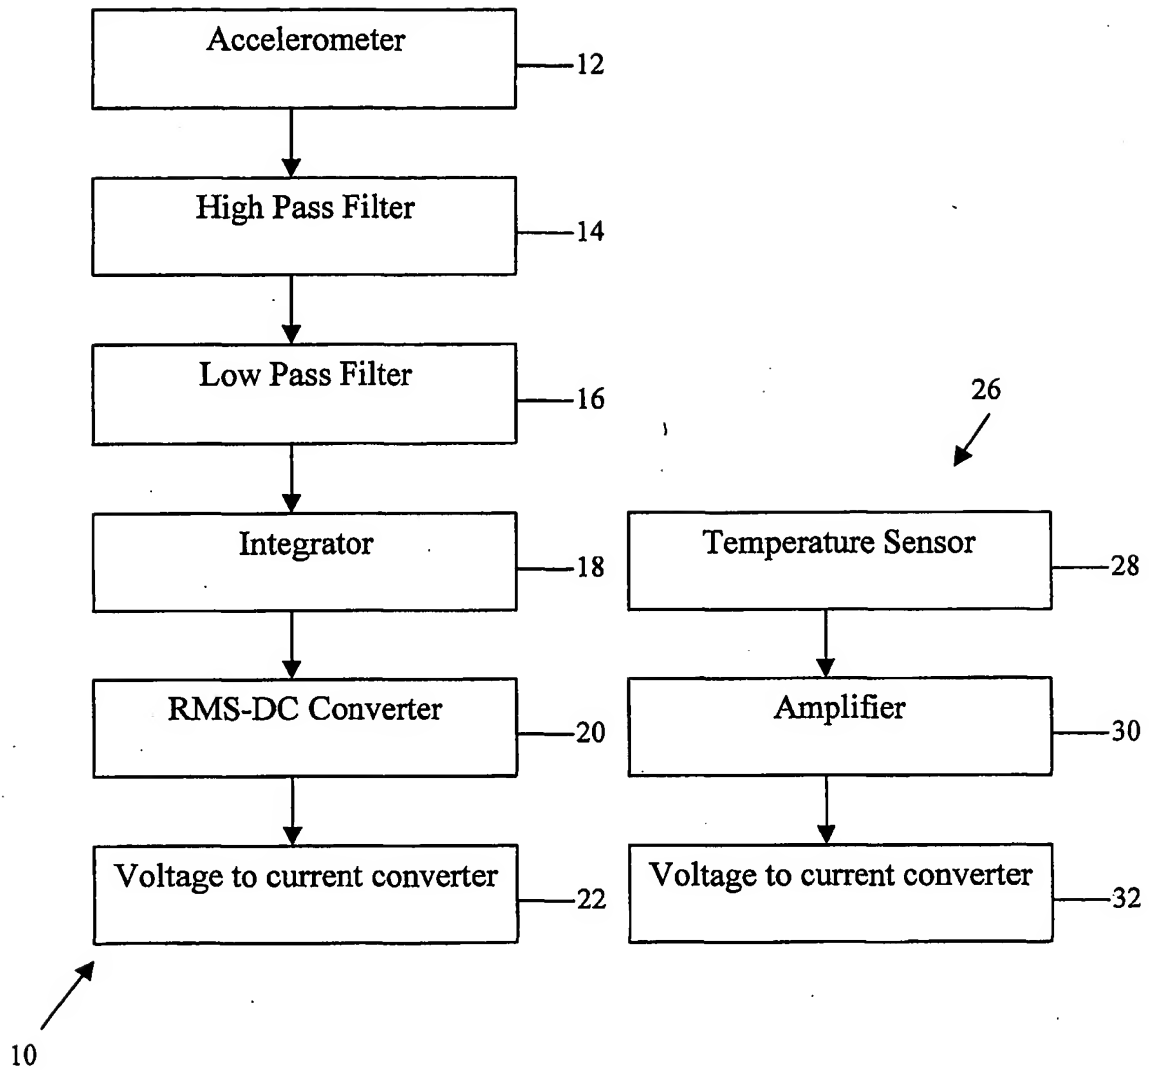 Accelerometer
12
High Pass Filter
14
Low Pass Filter
16
26
Integrator
18
Temperature Sensor
28
RMS-DC Converter
20
Amplifier
30
Voltage to current converter
22
Voltage to current converter
32
10